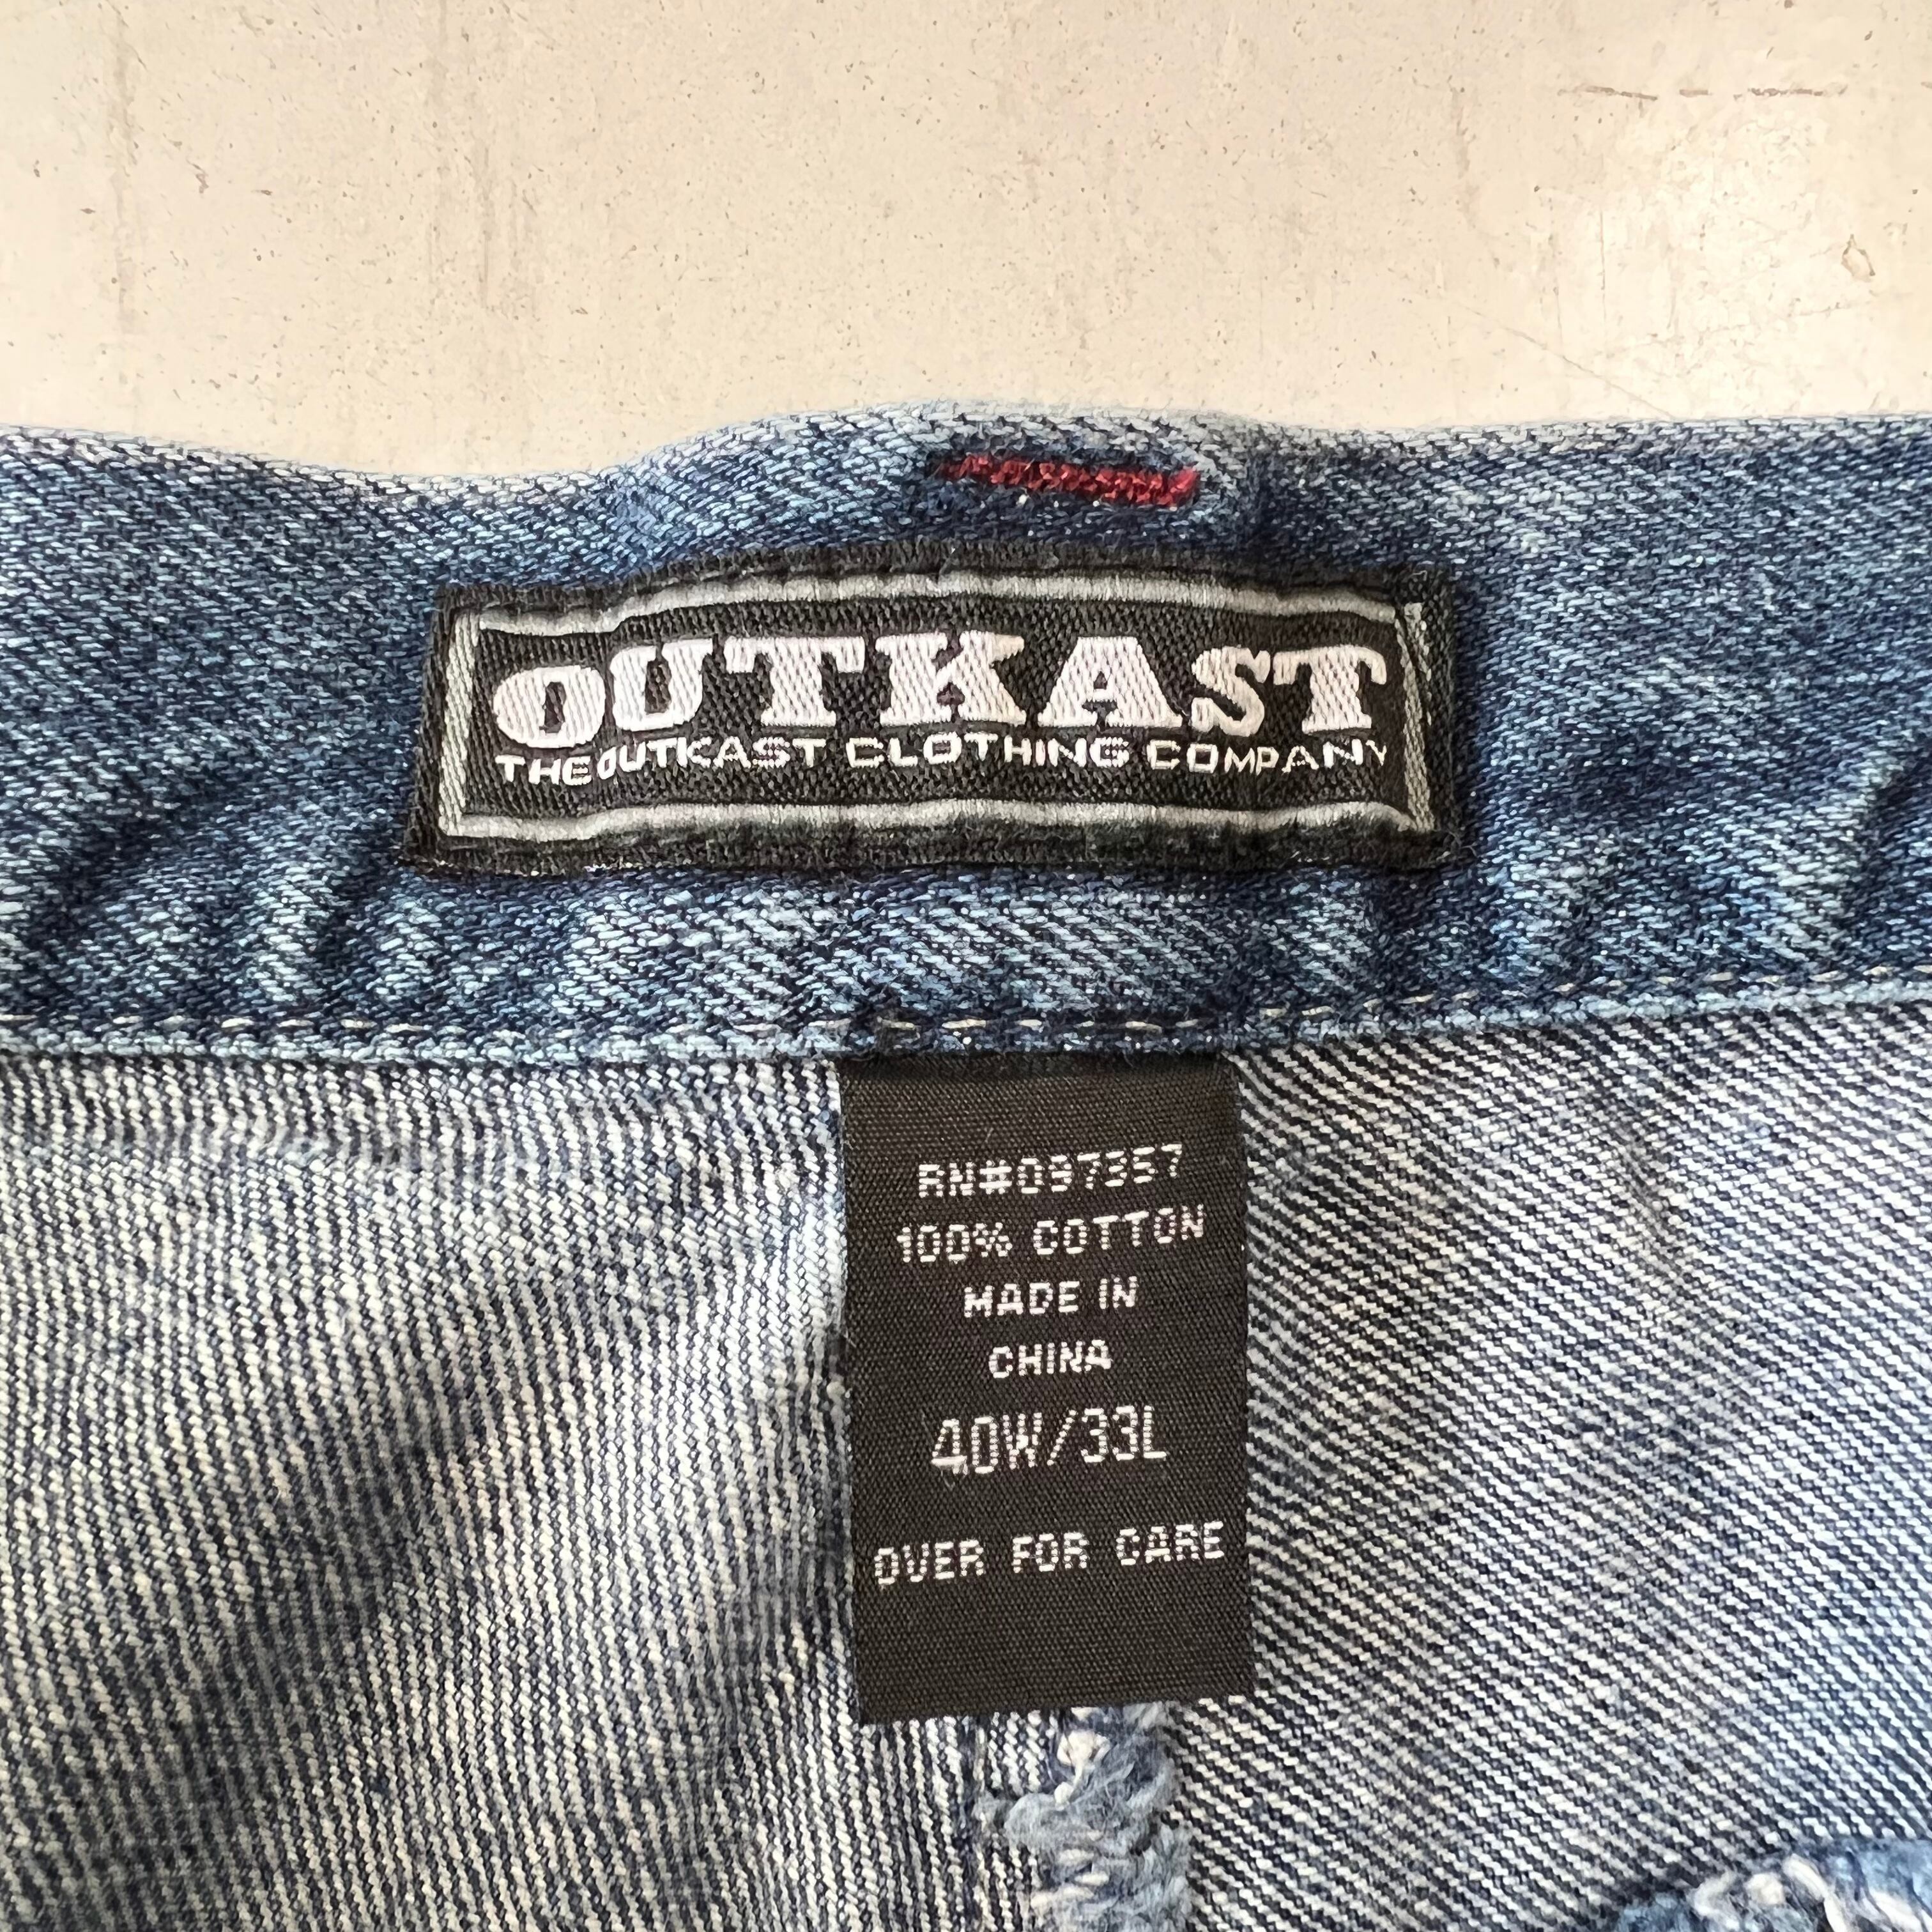 OUTKAST
THE OUTKAST CLOTHING COMPANY
RN#097357
100% COTTON
MADE IN
CHINA
40W/33L
OVER FOR CARE